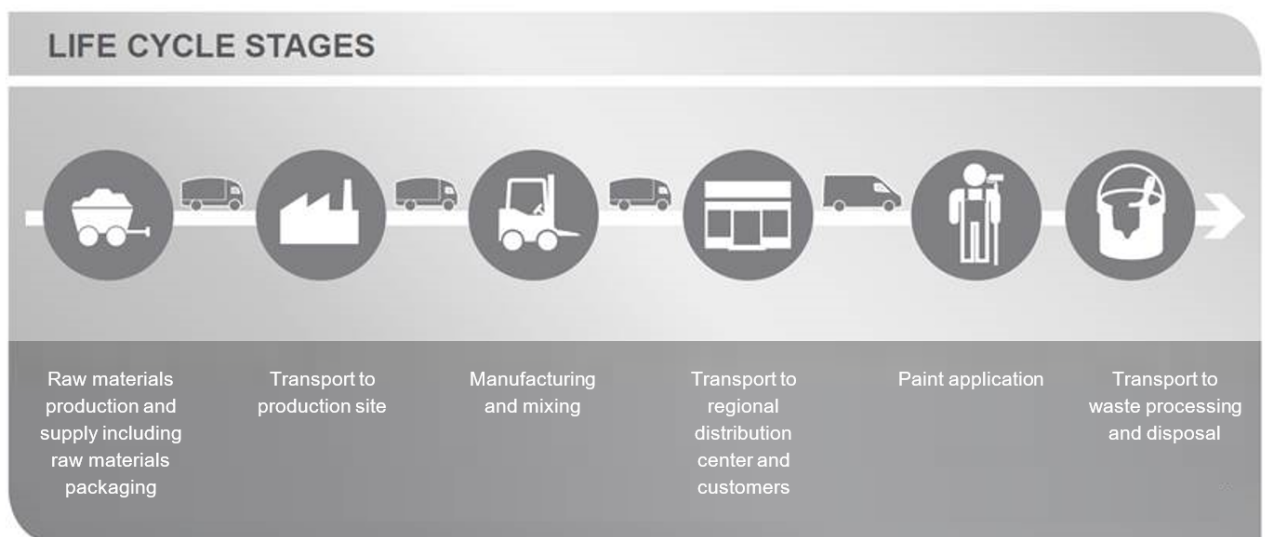 LIFE CYCLE STAGES
Raw materials
production and
supply including
raw materials
packaging
Transport to
production site
Manufacturing
and mixing
Transport to
regional
distribution
center and
customers
Paint application
Transport to
waste processing
and disposal